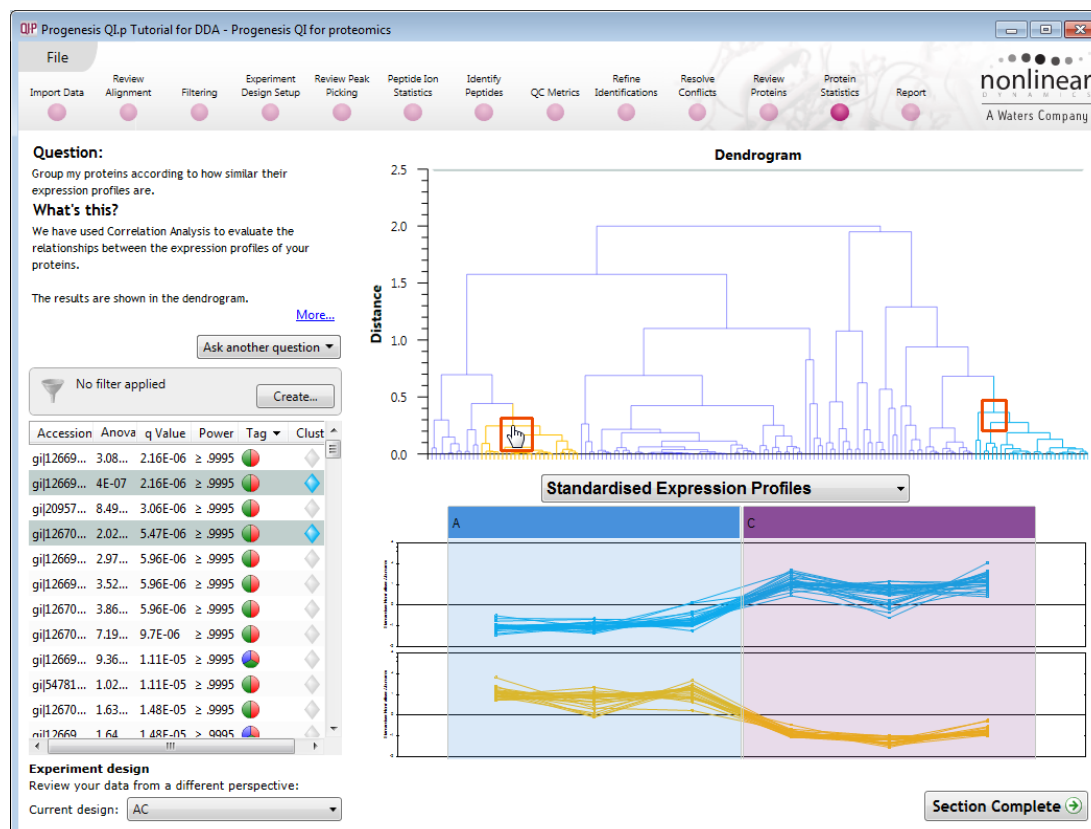 QIP Progenesis QI.p Tutorial for DDA - Progenesis QI for proteomics
File
Import Data
Review Alignment
Filtering
Experiment Design Setup
Review Peak Picking
Peptide Ion Statistics
Identify Peptides
QC Metrics
Refine Identifications
Resolve Conflicts
Review Proteins
Protein Statistics
Report
nonlinear
DYNAMICS
A Waters Company
Question:
Group my proteins according to how similar their
expression profiles are.
What's this?
We have used Correlation Analysis to evaluate the
relationships between the expression profiles of your
proteins.
The results are shown in the dendrogram.
More...
Ask another question
No filter applied
Create...
Accession Anova q Value Power Tag Clust
gi|12669... 3.08... 2.16E-06 ≥ .9995
gi|12669... 4E-07 2.16E-06 ≥ .9995
gi|20957... 8.49... 3.06E-06 ≥ .9995
gi|12670... 2.02... 5.47E-06 ≥ .9995
gi|12669... 2.97... 5.96E-06 ≥ .9995
gi|12669... 3.52... 5.96E-06 ≥ .9995
gi|12670... 3.86... 5.96E-06 ≥ .9995
gi|12670... 7.19... 9.7E-06 ≥ .9995
gi|12669... 9.36... 1.11E-05 ≥ .9995
gi|54781... 1.02... 1.11E-05 ≥ .9995
gi|12670... 1.63... 1.48E-05 ≥ .9995
gi|12669... 1.64... 1.48E-05 ≥ .9995
Experiment design
Review your data from a different perspective:
Current design: AC
Dendrogram
Distance
2.5
2.0
1.5
1.0
0.5
0.0
Standardised Expression Profiles
A
C
Section Complete